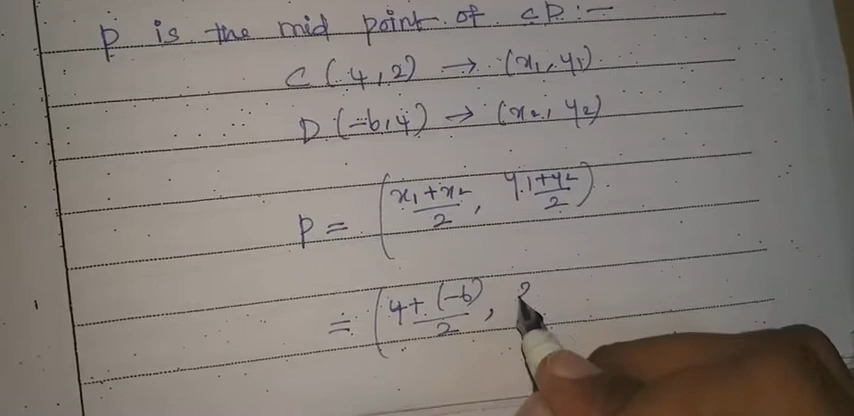 P is the mid point of CD:-
C(4,2) → (x₁, y₁)
D(-6,4) → (x₂, y₂)
P = (x₁+x₂/2, y₁+y₂/2)
= (4+(-6)/2, 2